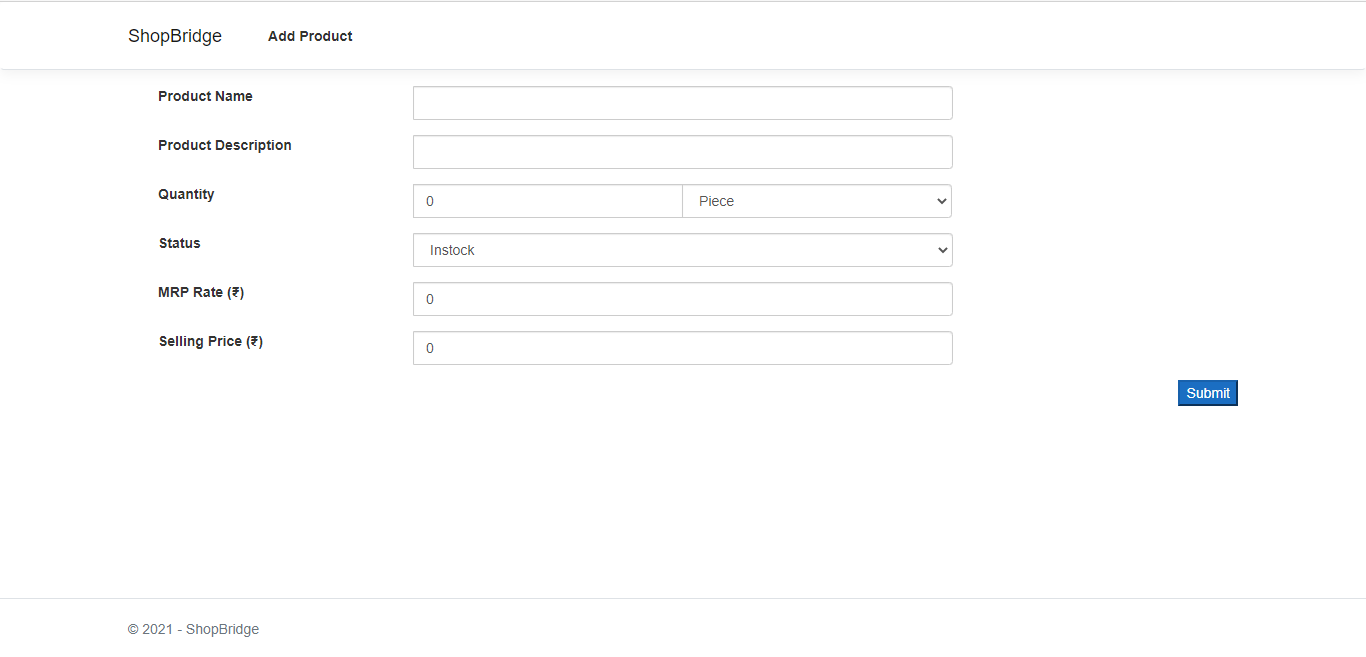 ShopBridge Add Product
Product Name
Product Description
Quantity 0 Piece
Status Instock
MRP Rate (₹) 0
Selling Price (₹) 0
Submit
© 2021 - ShopBridge